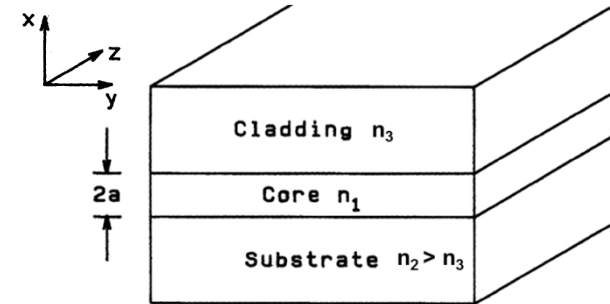 x
z
y
Cladding n₃
2a
Core n₁
Substrate n₂ > n₃